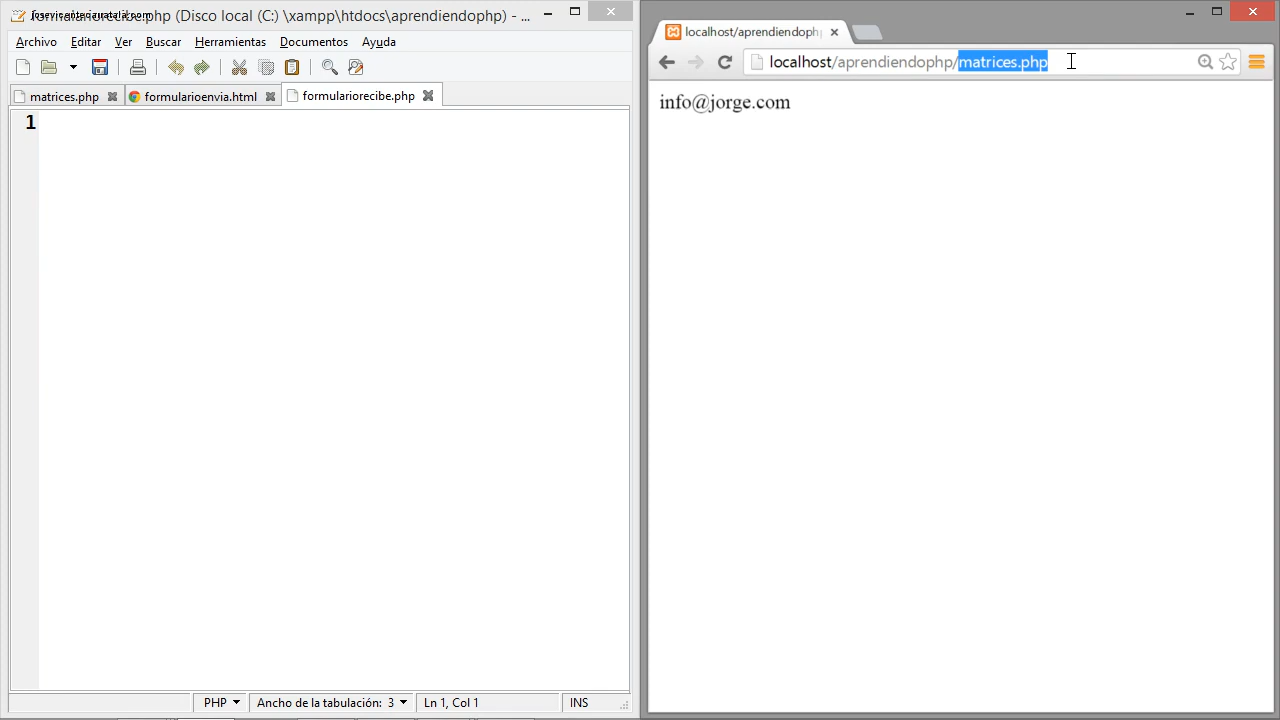 .php (Disco local (C:) \xampp\htdocs\aprendiendophp) - ...
Archivo Editar Ver Buscar Herramientas Documentos Ayuda
matrices.php formularioenvia.html formulariorecibe.php
1
PHP Ancho de la tabulación: 3 Ln 1, Col 1 INS
localhost/aprendiendoph
localhost/aprendiendophp/matrices.php
info@jorge.com